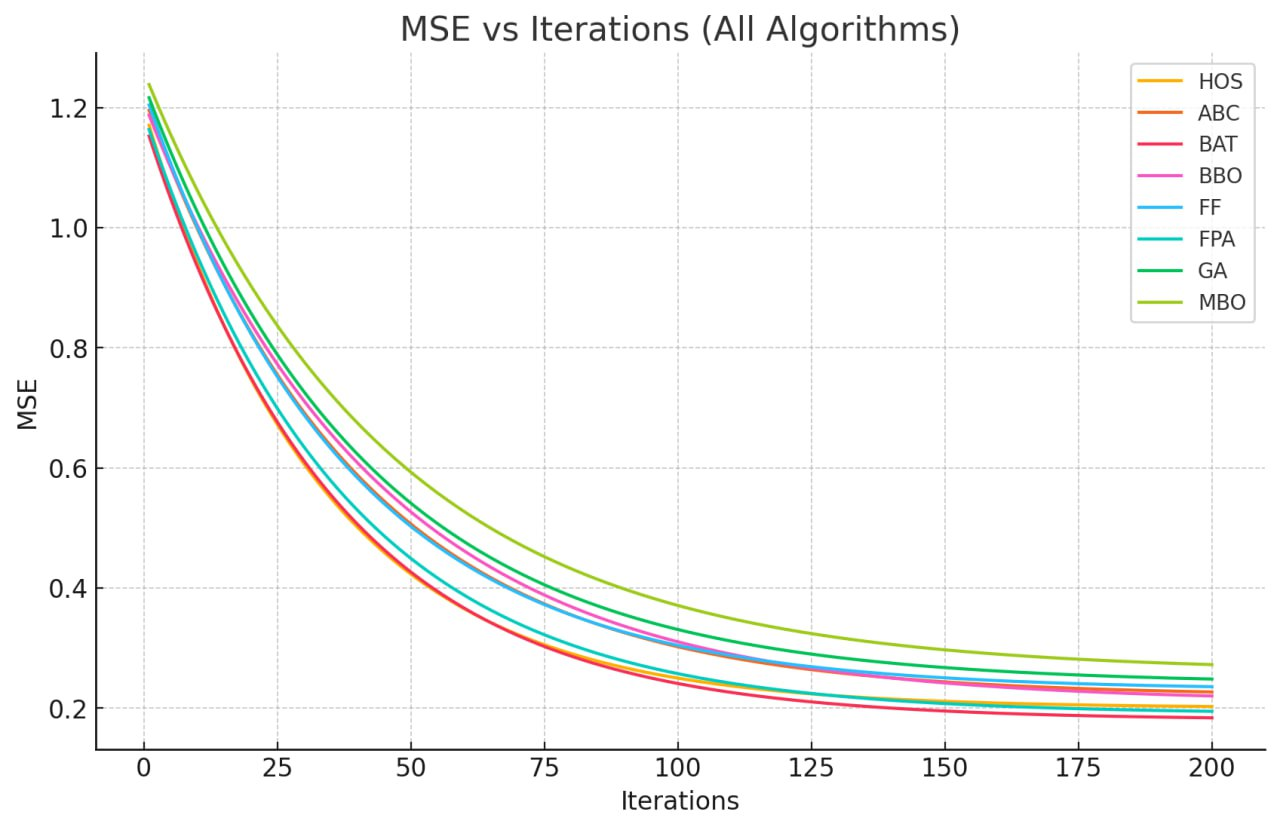 MSE vs Iterations (All Algorithms)
HOS
ABC
BAT
BBO
FF
FPA
GA
MBO
1.2
1.0
0.8
0.6
0.4
0.2
MSE
0 25 50 75 100 125 150 175 200
Iterations